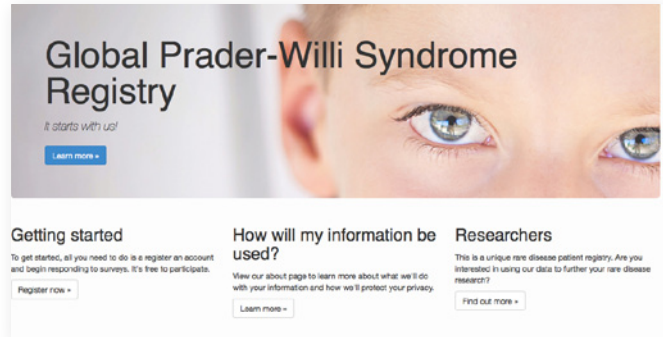 Global Prader-Willi Syndrome
Registry
It starts with us!
Learn more »
Getting started
To get started, all you need to do is a register an account
and begin responding to surveys. It's free to participate.
Register now »
How will my information be
used?
View our about page to learn more about what we'll do
with your information and how we'll protect your privacy.
Learn more »
Researchers
This is a unique rare disease patient registry. Are you
interested in using our data to further your rare disease
research?
Find out more »